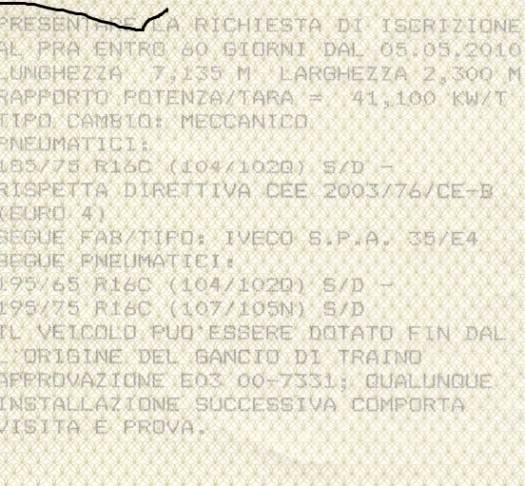 PRESENTARE LA RICHIESTA DI ISCRIZIONE
AL PRA ENTRO 60 GIORNI DAL 05.05.2010
LUNGHEZZA 7,135 M LARGHEZZA 2,300 M
RAPPORTO POTENZA/TARA = 41,100 KW/T
TIPO CAMBIO: MECCANICO
PNEUMATICI:
185/75 R16C (104/102Q) S/D -
RISPETTA DIRETTIVA CEE 2003/76/CE-B
(EURO 4)
SEGUE FAB/TIPO: IVECO S.P.A. 35/E4
SEGUE PNEUMATICI:
195/65 R16C (104/102Q) S/D -
195/75 R16C (107/105N) S/D
IL VEICOLO PUO'ESSERE DOTATO FIN DAL
L'ORIGINE DEL GANCIO DI TRAINO
APPROVAZIONE E03 00-7331; QUALUNQUE
INSTALLAZIONE SUCCESSIVA COMPORTA
VISITA E PROVA.